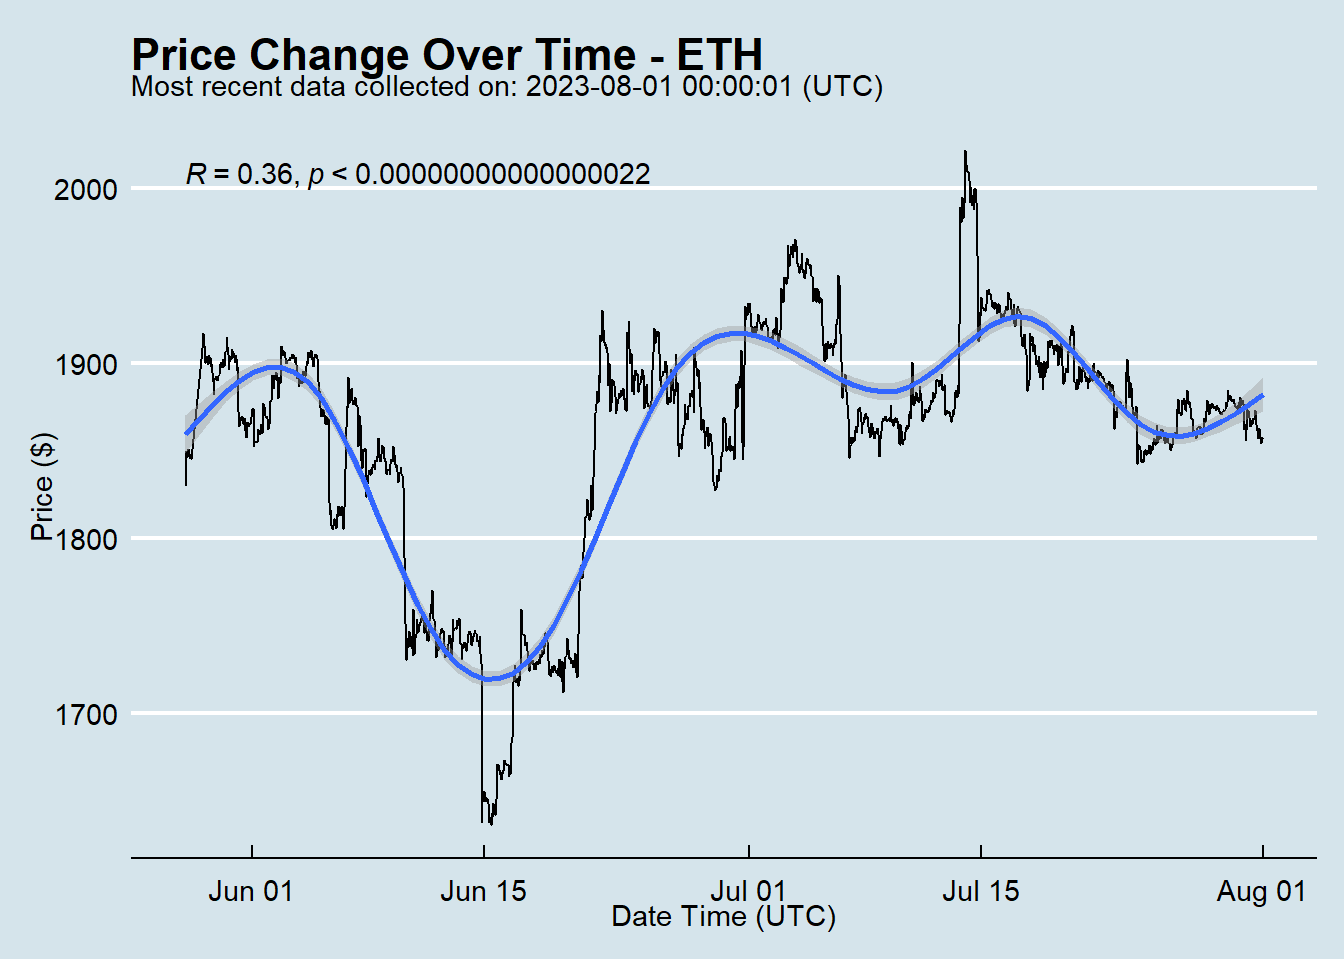 Price Change Over Time - ETH
Most recent data collected on: 2023-08-01 00:00:01 (UTC)
R = 0.36, p < 0.00000000000000022
2000
1900
1800
1700
Price ($)
Jun 01 Jun 15 Jul 01 Jul 15 Aug 01
Date Time (UTC)